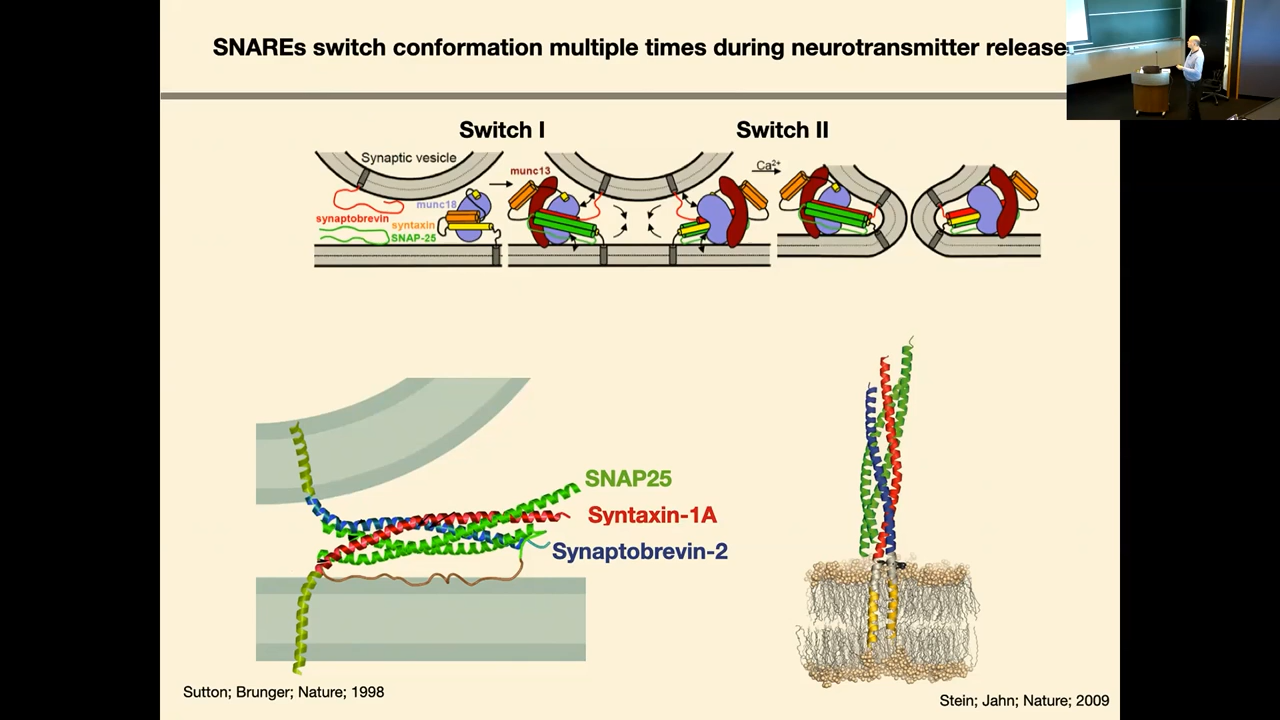 SNAREs switch conformation multiple times during neurotransmitter release
Switch I
Switch II
Synaptic vesicle
munc13
Ca²⁺
munc18
synaptobrevin
syntaxin
SNAP-25
SNAP25
Syntaxin-1A
Synaptobrevin-2
Sutton; Brunger; Nature; 1998
Stein; Jahn; Nature; 2009